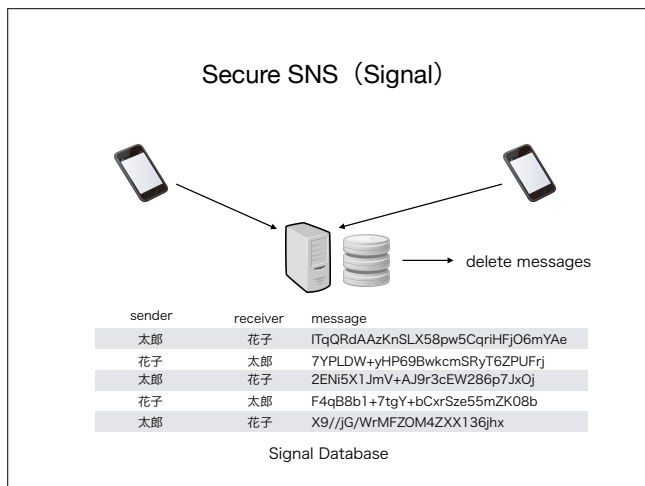 Secure SNS（Signal）
delete messages
sender receiver message
太郎 花子 lTqQRdAAzKnSLX58pw5CqriHFjO6mYAe
花子 太郎 7YPLDW+yHP69BwkcmSRyT6ZPUFrj
太郎 花子 2ENi5X1JmV+AJ9r3cEW286p7JxOj
花子 太郎 F4qB8b1+7tgY+bCxrSze55mZK08b
太郎 花子 X9//jG/WrMFZOM4ZXX136jhx
Signal Database